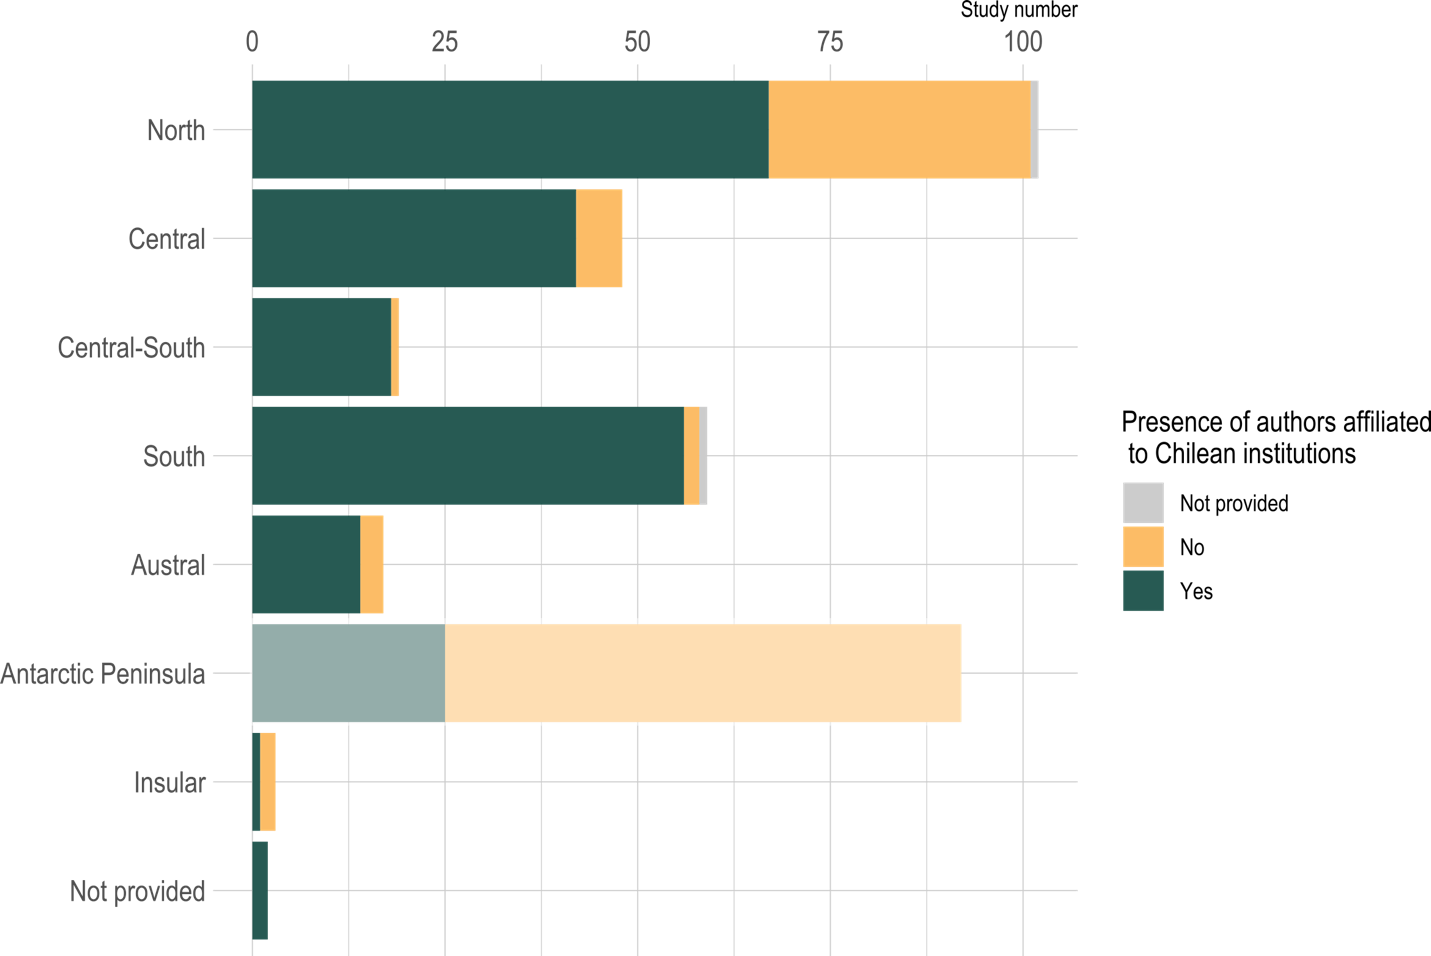 Study number
0 25 50 75 100
North
Central
Central-South
South
Austral
Antarctic Peninsula
Insular
Not provided
Presence of authors affiliated
to Chilean institutions
Not provided
No
Yes